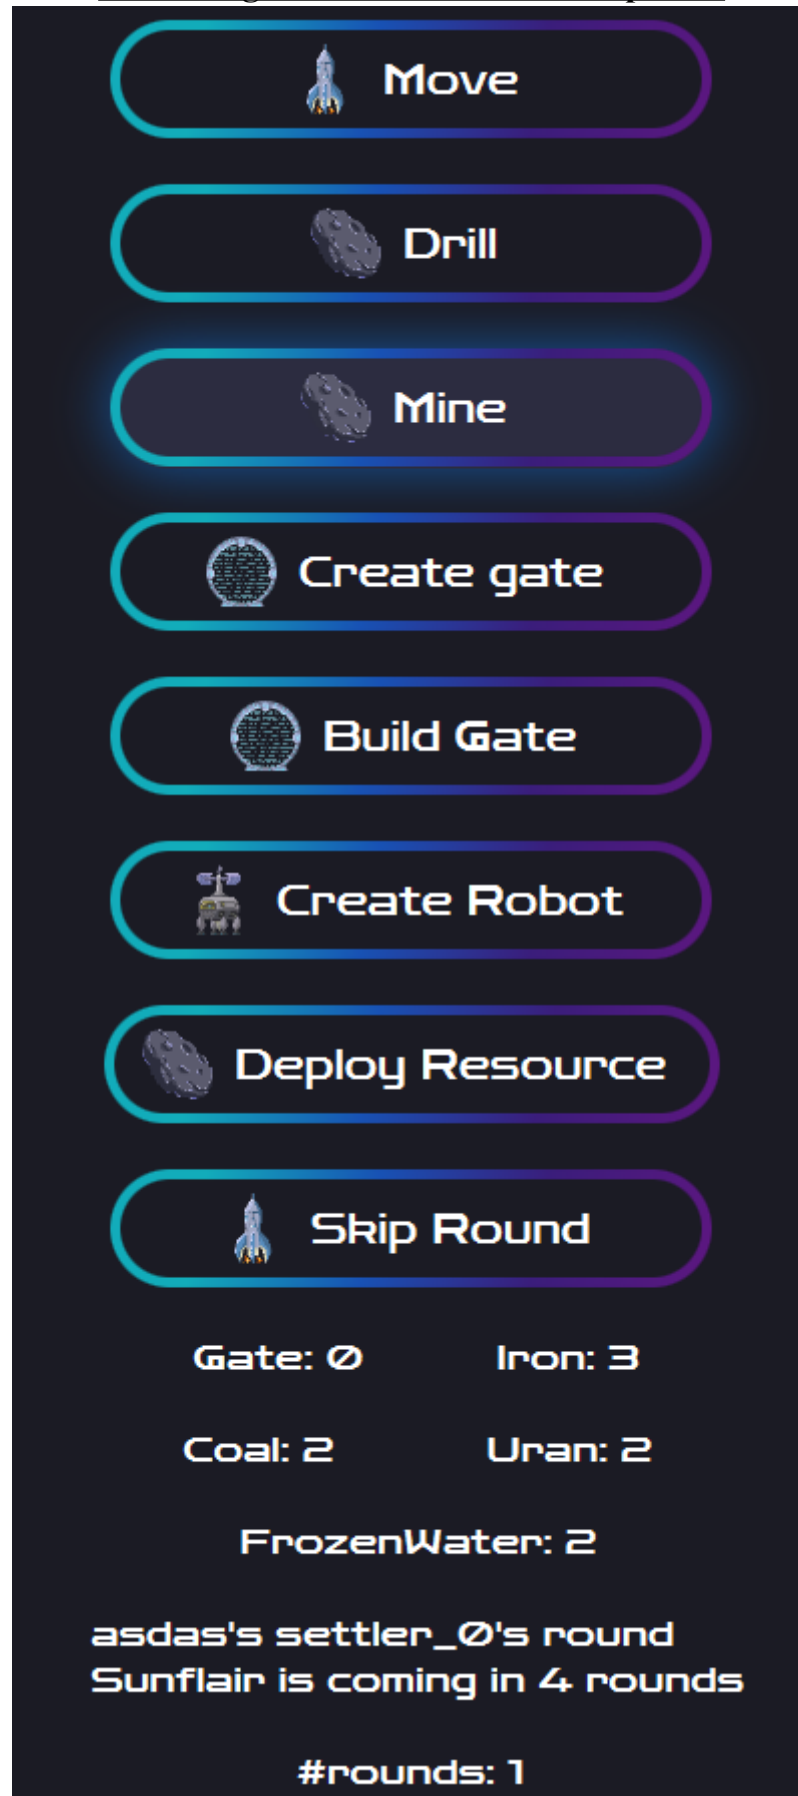 Move
Drill
Mine
Create gate
Build Gate
Create Robot
Deploy Resource
Skip Round
Gate: 0 Iron: 3
Coal: 2 Uran: 2
FrozenWater: 2
asdas's settler_0's round
Sunflair is coming in 4 rounds
#rounds: 1